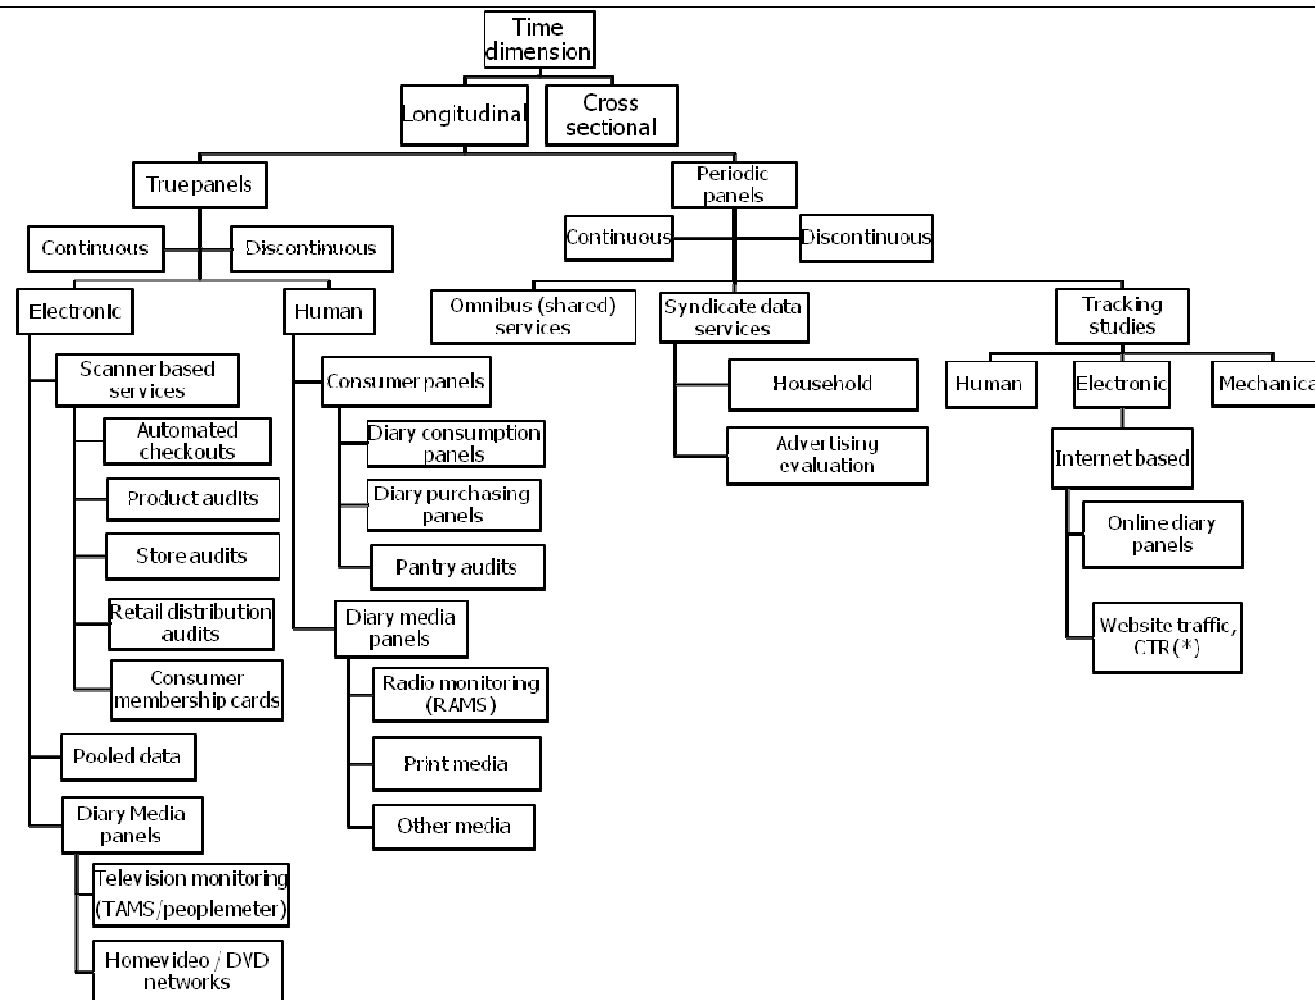 Time
dimension
Longitudinal
Cross
sectional
True panels
Periodic
panels
Continuous
Discontinuous
Continuous
Discontinuous
Electronic
Human
Omnibus (shared)
services
Syndicate data
services
Tracking
studies
Scanner based
services
Consumer panels
Household
Human
Electronic
Mechanica
Automated
checkouts
Diary consumption
panels
Advertising
evaluation
Internet based
Product audits
Diary purchasing
panels
Online diary
panels
Store audits
Pantry audits
Retail distribution
audits
Diary media
panels
Website traffic,
CTR(*)
Consumer
membership cards
Radio monitoring
(RAMS)
Pooled data
Print media
Diary Media
panels
Other media
Television monitoring
(TAMS/peoplemeter)
Homevideo / DVD
networks